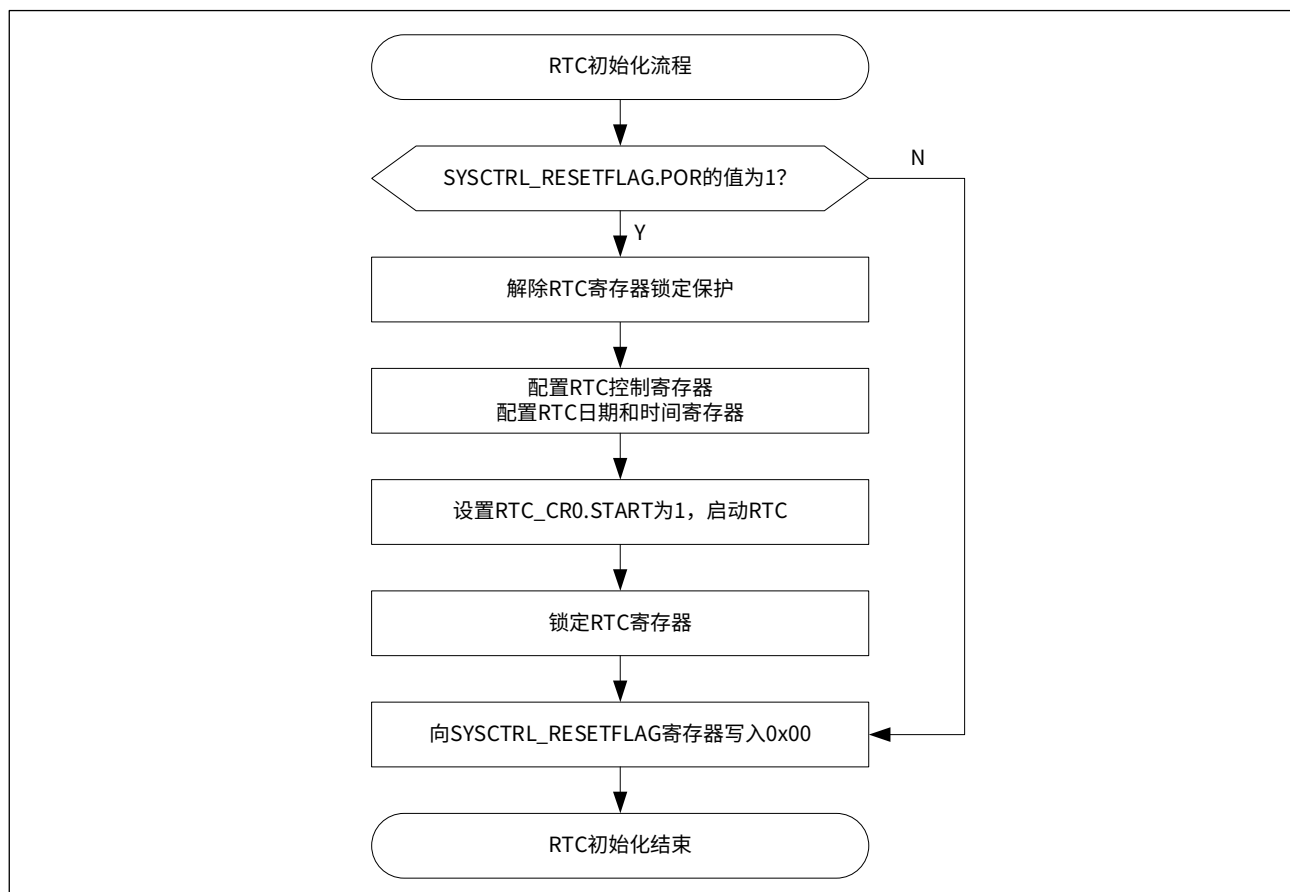 RTC初始化流程
SYSCTRL_RESETFLAG.POR的值为1?
N
Y
解除RTC寄存器锁定保护
配置RTC控制寄存器
配置RTC日期和时间寄存器
设置RTC_CR0.START为1，启动RTC
锁定RTC寄存器
向SYSCTRL_RESETFLAG寄存器写入0x00
RTC初始化结束